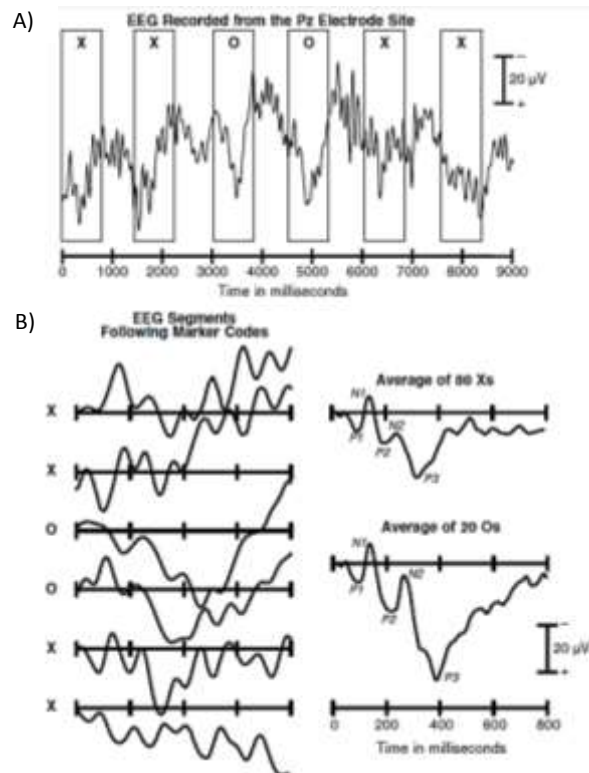 A)
EEG Recorded from the Pz Electrode Site
X X O O X X
−
20 µV
+
0 1000 2000 3000 4000 5000 6000 7000 8000 9000
Time in milliseconds
B)
EEG Segments
Following Marker Codes
X
X
O
O
X
X
Average of 80 Xs
N1
N2
P1
P2
P3
Average of 20 Os
N1
N2
P1
P2
P3
−
20 µV
+
0 200 400 600 800
Time in milliseconds